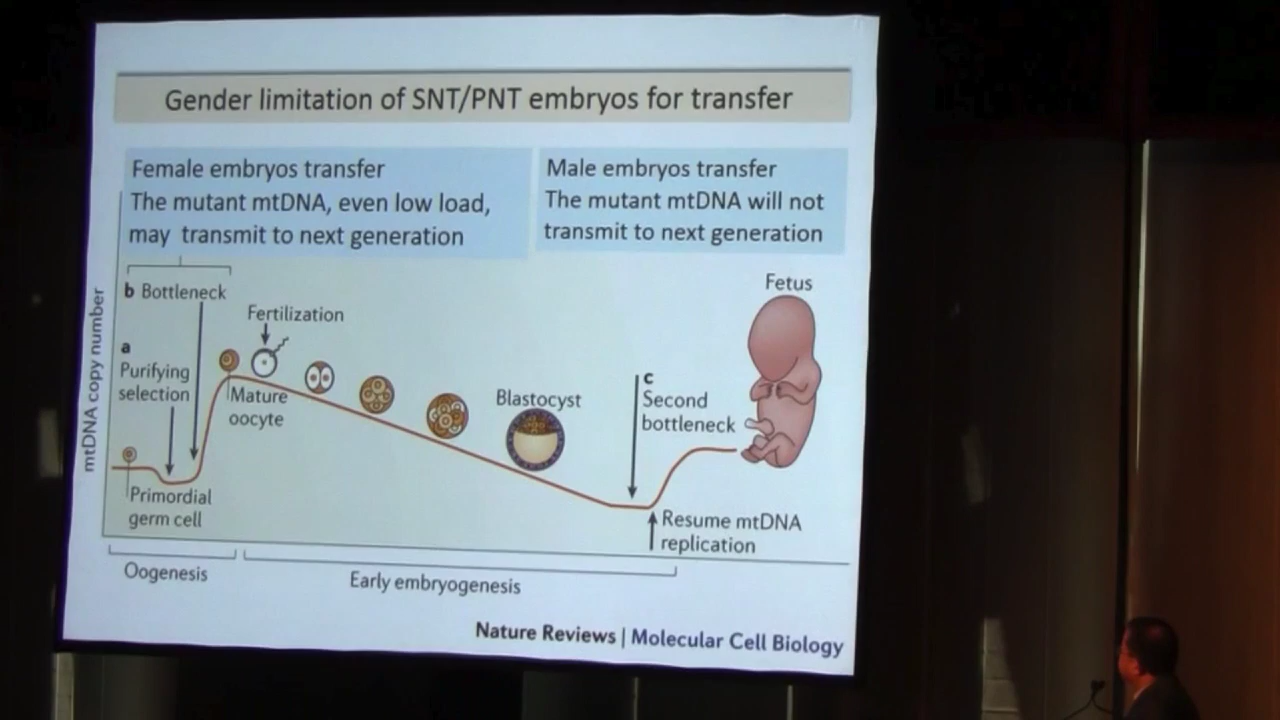 Gender limitation of SNT/PNT embryos for transfer
Female embryos transfer
The mutant mtDNA, even low load,
may transmit to next generation
Male embryos transfer
The mutant mtDNA will not
transmit to next generation
mtDNA copy number
b Bottleneck
a
Purifying
selection
Fertilization
Mature
oocyte
Primordial
germ cell
Blastocyst
c
Second
bottleneck
Fetus
Resume mtDNA
replication
Oogenesis
Early embryogenesis
Nature Reviews | Molecular Cell Biology